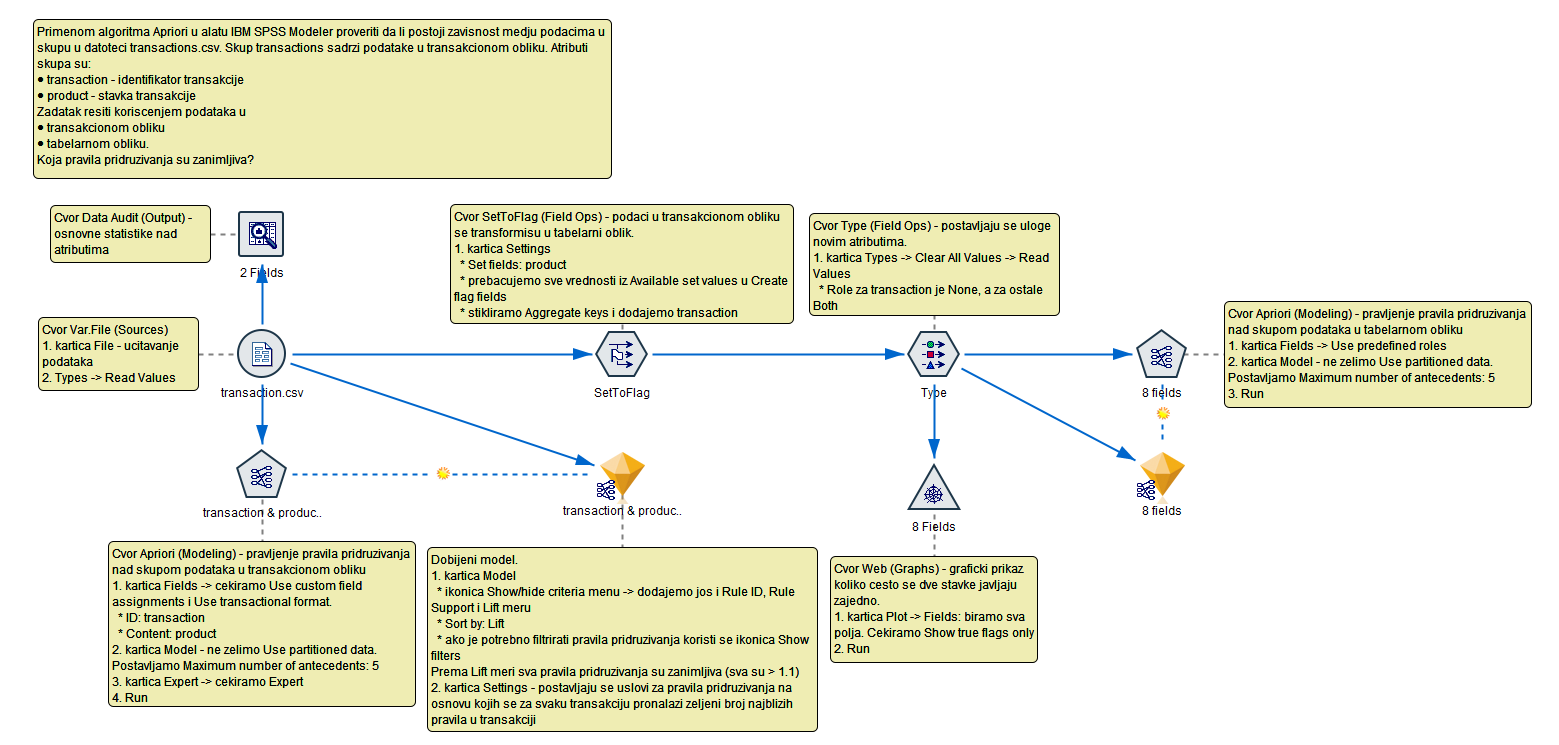 Primenom algoritma Apriori u alatu IBM SPSS Modeler proveriti da li postoji zavisnost medju podacima u
skupu u datoteci transactions.csv. Skup transactions sadrzi podatake u transakcionom obliku. Atributi
skupa su:
● transaction - identifikator transakcije
● product - stavka transakcije
Zadatak resiti koriscenjem podataka u
● transakcionom obliku
● tabelarnom obliku.
Koja pravila pridruzivanja su zanimljiva?
Cvor Data Audit (Output) -
osnovne statistike nad
atributima
2 Fields
Cvor SetToFlag (Field Ops) - podaci u transakcionom obliku
se transformisu u tabelarni oblik.
1. kartica Settings
* Set fields: product
* prebacujemo sve vrednosti iz Available set values u Create
flag fields
* stikliramo Aggregate keys i dodajemo transaction
Cvor Type (Field Ops) - postavljaju se uloge
novim atributima.
1. kartica Types -> Clear All Values -> Read
Values
* Role za transaction je None, a za ostale
Both
Cvor Apriori (Modeling) - pravljenje pravila pridruzivanja
nad skupom podataka u tabelarnom obliku
1. kartica Fields -> Use predefined roles
2. kartica Model - ne zelimo Use partitioned data.
Postavljamo Maximum number of antecedents: 5
3. Run
Cvor Var.File (Sources)
1. kartica File - ucitavanje
podataka
2. Types -> Read Values
transaction.csv
SetToFlag
Type
8 fields
transaction & produc..
transaction & produc..
8 Fields
8 fields
Cvor Apriori (Modeling) - pravljenje pravila pridruzivanja
nad skupom podataka u transakcionom obliku
1. kartica Fields -> cekiramo Use custom field
assignments i Use transactional format.
* ID: transaction
* Content: product
2. kartica Model - ne zelimo Use partitioned data.
Postavljamo Maximum number of antecedents: 5
3. kartica Expert -> cekiramo Expert
4. Run
Dobijeni model.
1. kartica Model
* ikonica Show/hide criteria menu -> dodajemo jos i Rule ID, Rule
Support i Lift meru
* Sort by: Lift
* ako je potrebno filtrirati pravila pridruzivanja koristi se ikonica Show
filters
Prema Lift meri sva pravila pridruzivanja su zanimljiva (sva su > 1.1)
2. kartica Settings - postavljaju se uslovi za pravila pridruzivanja na
osnovu kojih se za svaku transakciju pronalazi zeljeni broj najblizih
pravila u transakciji
Cvor Web (Graphs) - graficki prikaz
koliko cesto se dve stavke javljaju
zajedno.
1. kartica Plot -> Fields: biramo sva
polja. Cekiramo Show true flags only
2. Run